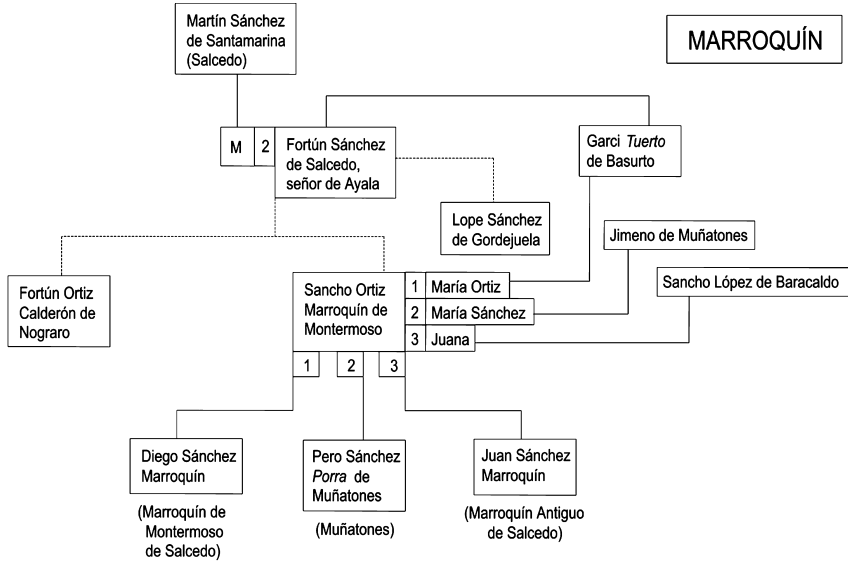 Martín Sánchez
de Santamarina
(Salcedo)
MARROQUÍN
M
2
Fortún Sánchez
de Salcedo,
señor de Ayala
Garci Tuerto
de Basurto
Lope Sánchez
de Gordejuela
Jimeno de Muñatones
Fortún Ortiz
Calderón de
Nograro
Sancho Ortiz
Marroquín de
Montermoso
1 María Ortiz
2 María Sánchez
3 Juana
Sancho López de Baracaldo
1
2
3
Diego Sánchez
Marroquín
Pero Sánchez
Porra de
Muñatones
Juan Sánchez
Marroquín
(Marroquín de
Montermoso
de Salcedo)
(Muñatones)
(Marroquín Antiguo
de Salcedo)